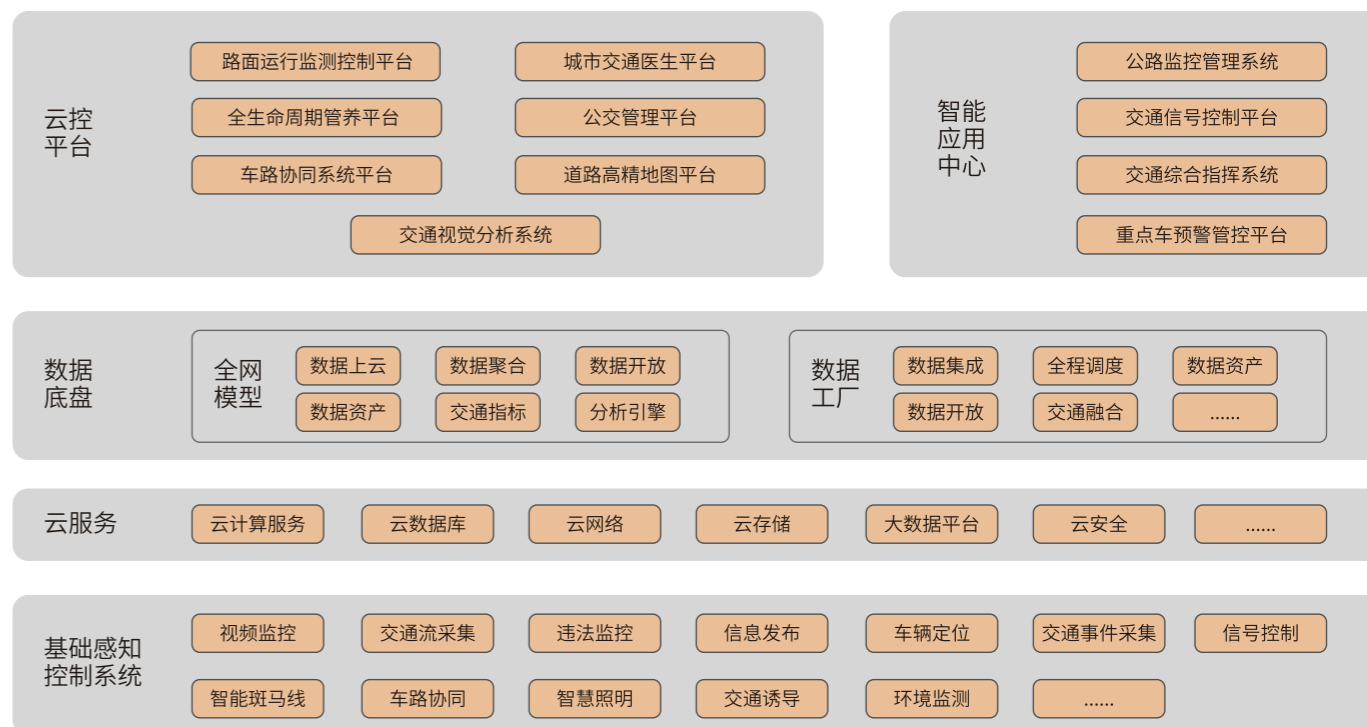 云控
平台
路面运行监测控制平台
城市交通医生平台
全生命周期管养平台
公交管理平台
车路协同系统平台
道路高精地图平台
交通视觉分析系统
智能
应用
中心
公路监控管理系统
交通信号控制平台
交通综合指挥系统
重点车预警管控平台
数据
底盘
全网
模型
数据上云
数据聚合
数据开放
数据资产
交通指标
分析引擎
数据
工厂
数据集成
全程调度
数据资产
数据开放
交通融合
......
云服务
云计算服务
云数据库
云网络
云存储
大数据平台
云安全
......
基础感知
控制系统
视频监控
交通流采集
违法监控
信息发布
车辆定位
交通事件采集
信号控制
智能斑马线
车路协同
智慧照明
交通诱导
环境监测
......